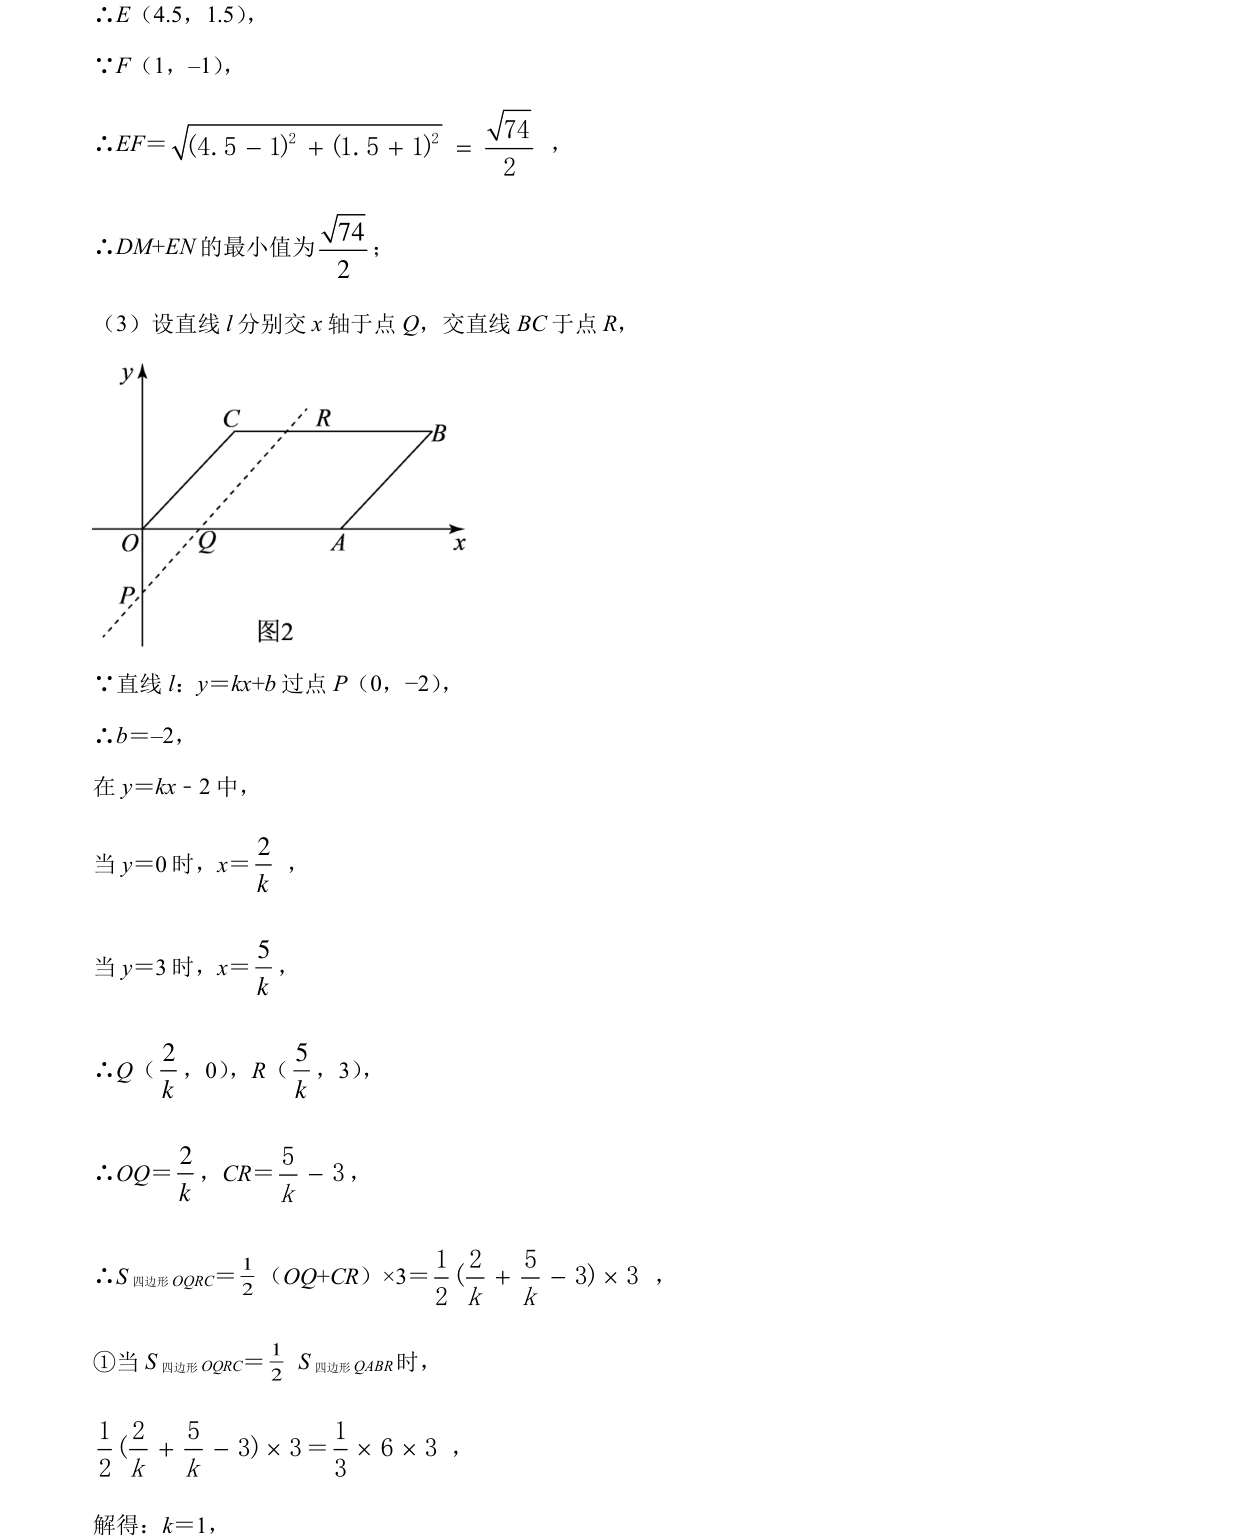 ∴E（4.5，1.5），
∵F（1，–1），
∴EF＝√((4.5－1)²＋(1.5＋1)²)＝√74/2，
∴DM+EN的最小值为√74/2；
（3）设直线l分别交x轴于点Q，交直线BC于点R，
y
C
R
B
O
Q
A
x
P
图2
∵直线l：y＝kx+b过点P（0，−2），
∴b＝–2，
在y＝kx﹣2中，
当y＝0时，x＝2/k，
当y＝3时，x＝5/k，
∴Q（2/k，0），R（5/k，3），
∴OQ＝2/k，CR＝5/k－3，
∴S四边形OQRC＝1/2（OQ+CR）×3＝1/2(2/k＋5/k－3)×3，
①当S四边形OQRC＝1/2 S四边形QABR时，
1/2(2/k＋5/k－3)×3＝1/3×6×3，
解得：k＝1，